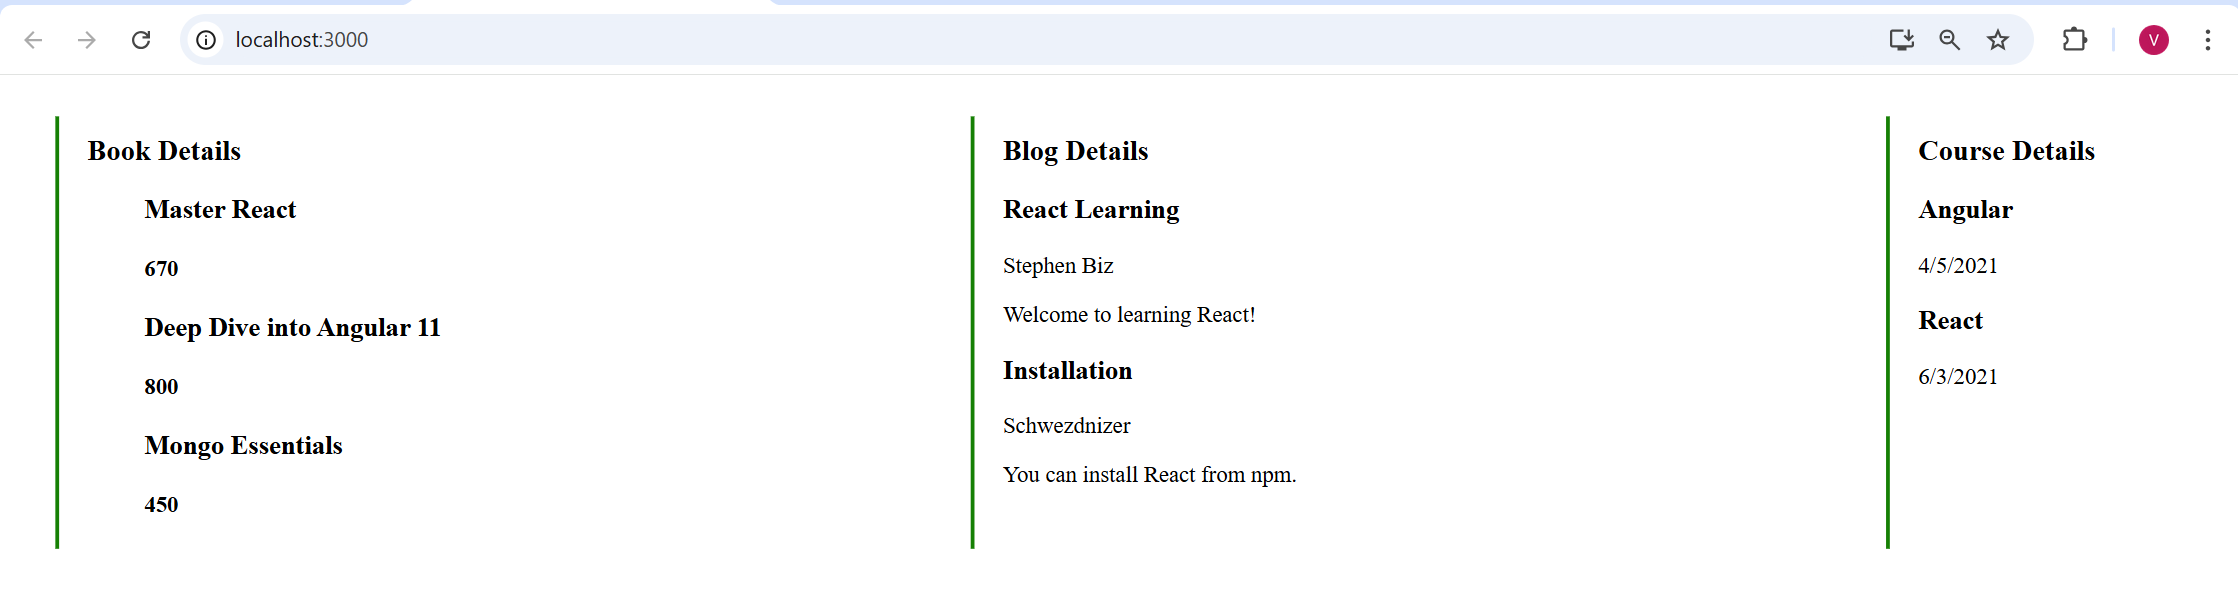 localhost:3000
V
Book Details
Master React
670
Deep Dive into Angular 11
800
Mongo Essentials
450
Blog Details
React Learning
Stephen Biz
Welcome to learning React!
Installation
Schwezdnizer
You can install React from npm.
Course Details
Angular
4/5/2021
React
6/3/2021